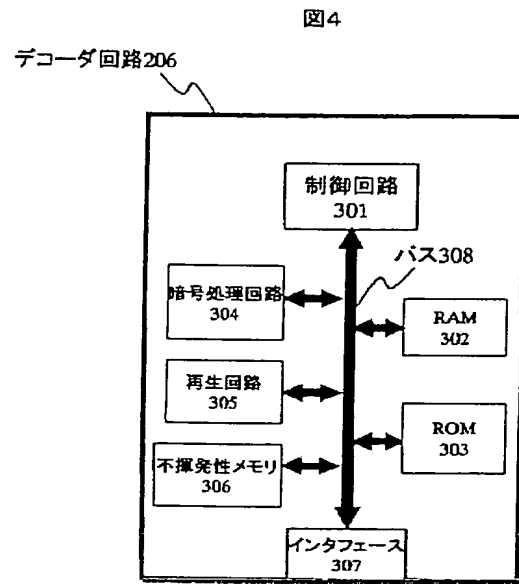 図4
デコーダ回路206
制御回路
301
バス308
暗号処理回路
304
RAM
302
再生回路
305
ROM
303
不揮発性メモリ
306
インタフェース
307